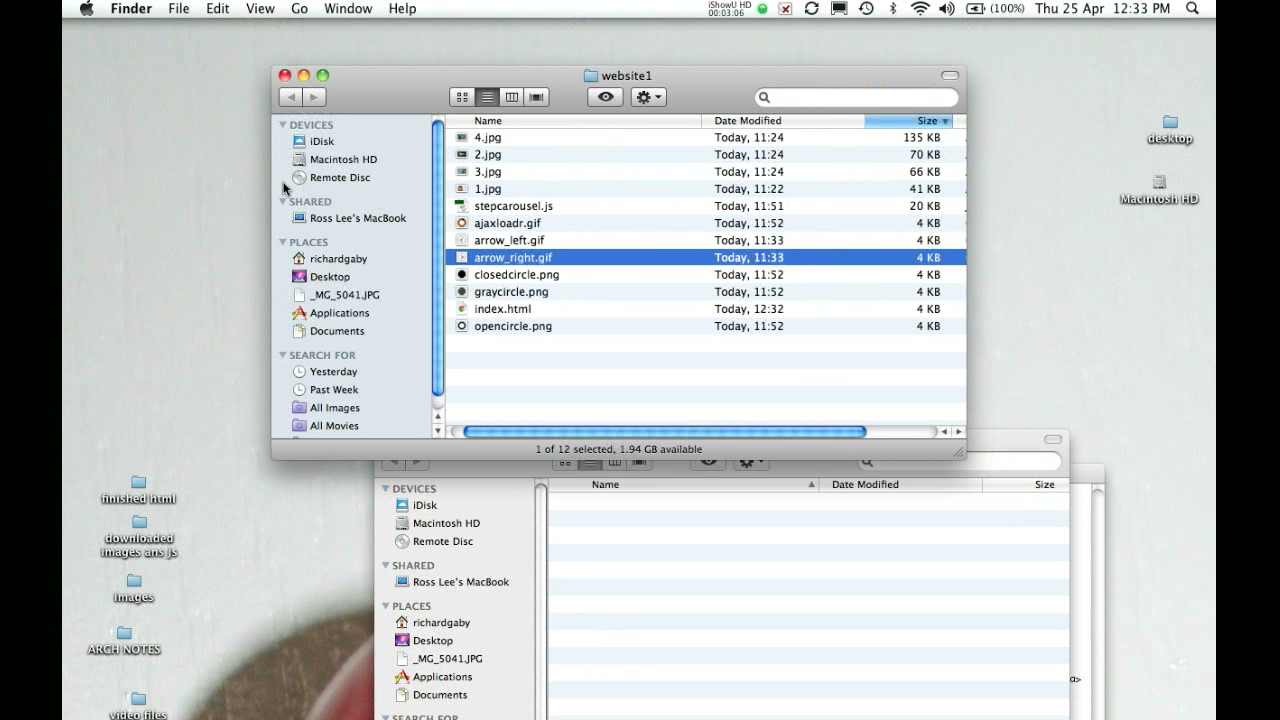 Finder File Edit View Go Window Help iShowU HD 00:03:06 (100%) Thu 25 Apr 12:33 PM
website1
DEVICES
iDisk
Macintosh HD
Remote Disc
SHARED
Ross Lee's MacBook
PLACES
richardgaby
Desktop
_MG_5041.JPG
Applications
Documents
SEARCH FOR
Yesterday
Past Week
All Images
All Movies
Name Date Modified Size
4.jpg Today, 11:24 135 KB
2.jpg Today, 11:24 70 KB
3.jpg Today, 11:24 66 KB
1.jpg Today, 11:22 41 KB
stepcarousel.js Today, 11:51 20 KB
ajaxloadr.gif Today, 11:52 4 KB
arrow_left.gif Today, 11:33 4 KB
arrow_right.gif Today, 11:33 4 KB
closedcircle.png Today, 11:52 4 KB
graycircle.png Today, 11:52 4 KB
index.html Today, 12:32 4 KB
opencircle.png Today, 11:52 4 KB
1 of 12 selected, 1.94 GB available
desktop
Macintosh HD
finished html
downloaded
images ans js
images
ARCH NOTES
video files
Name Date Modified Size
DEVICES
iDisk
Macintosh HD
Remote Disc
SHARED
Ross Lee's MacBook
PLACES
richardgaby
Desktop
_MG_5041.JPG
Applications
Documents
SEARCH FOR
a>